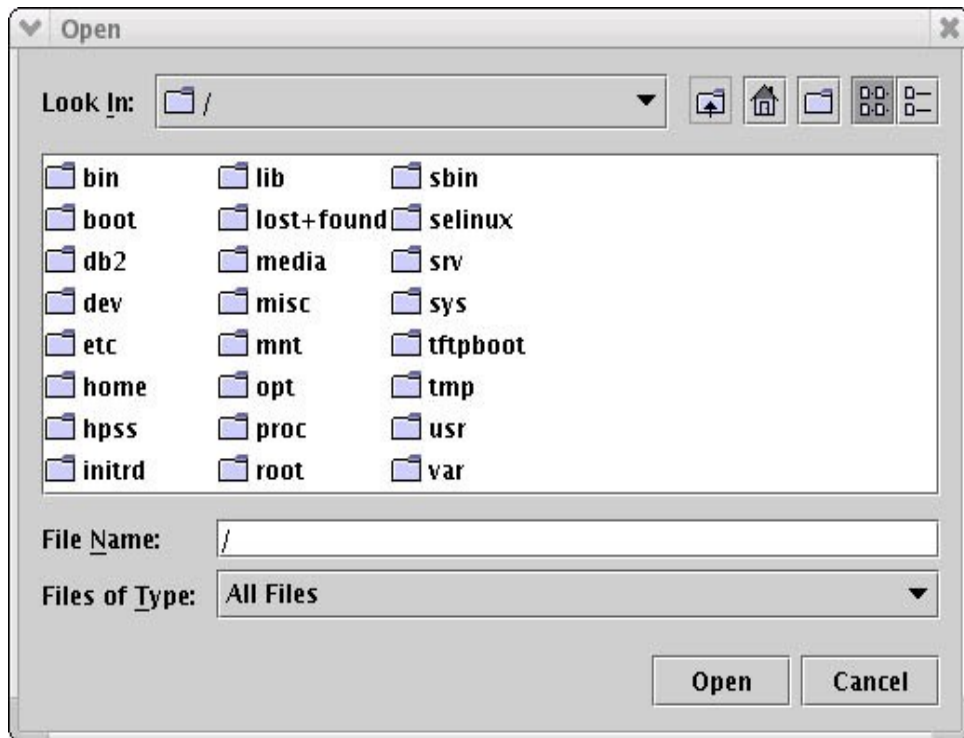 Open
Look In: /
bin lib sbin
boot lost+found selinux
db2 media srv
dev misc sys
etc mnt tftpboot
home opt tmp
hpss proc usr
initrd root var
File Name: /
Files of Type: All Files
Open Cancel